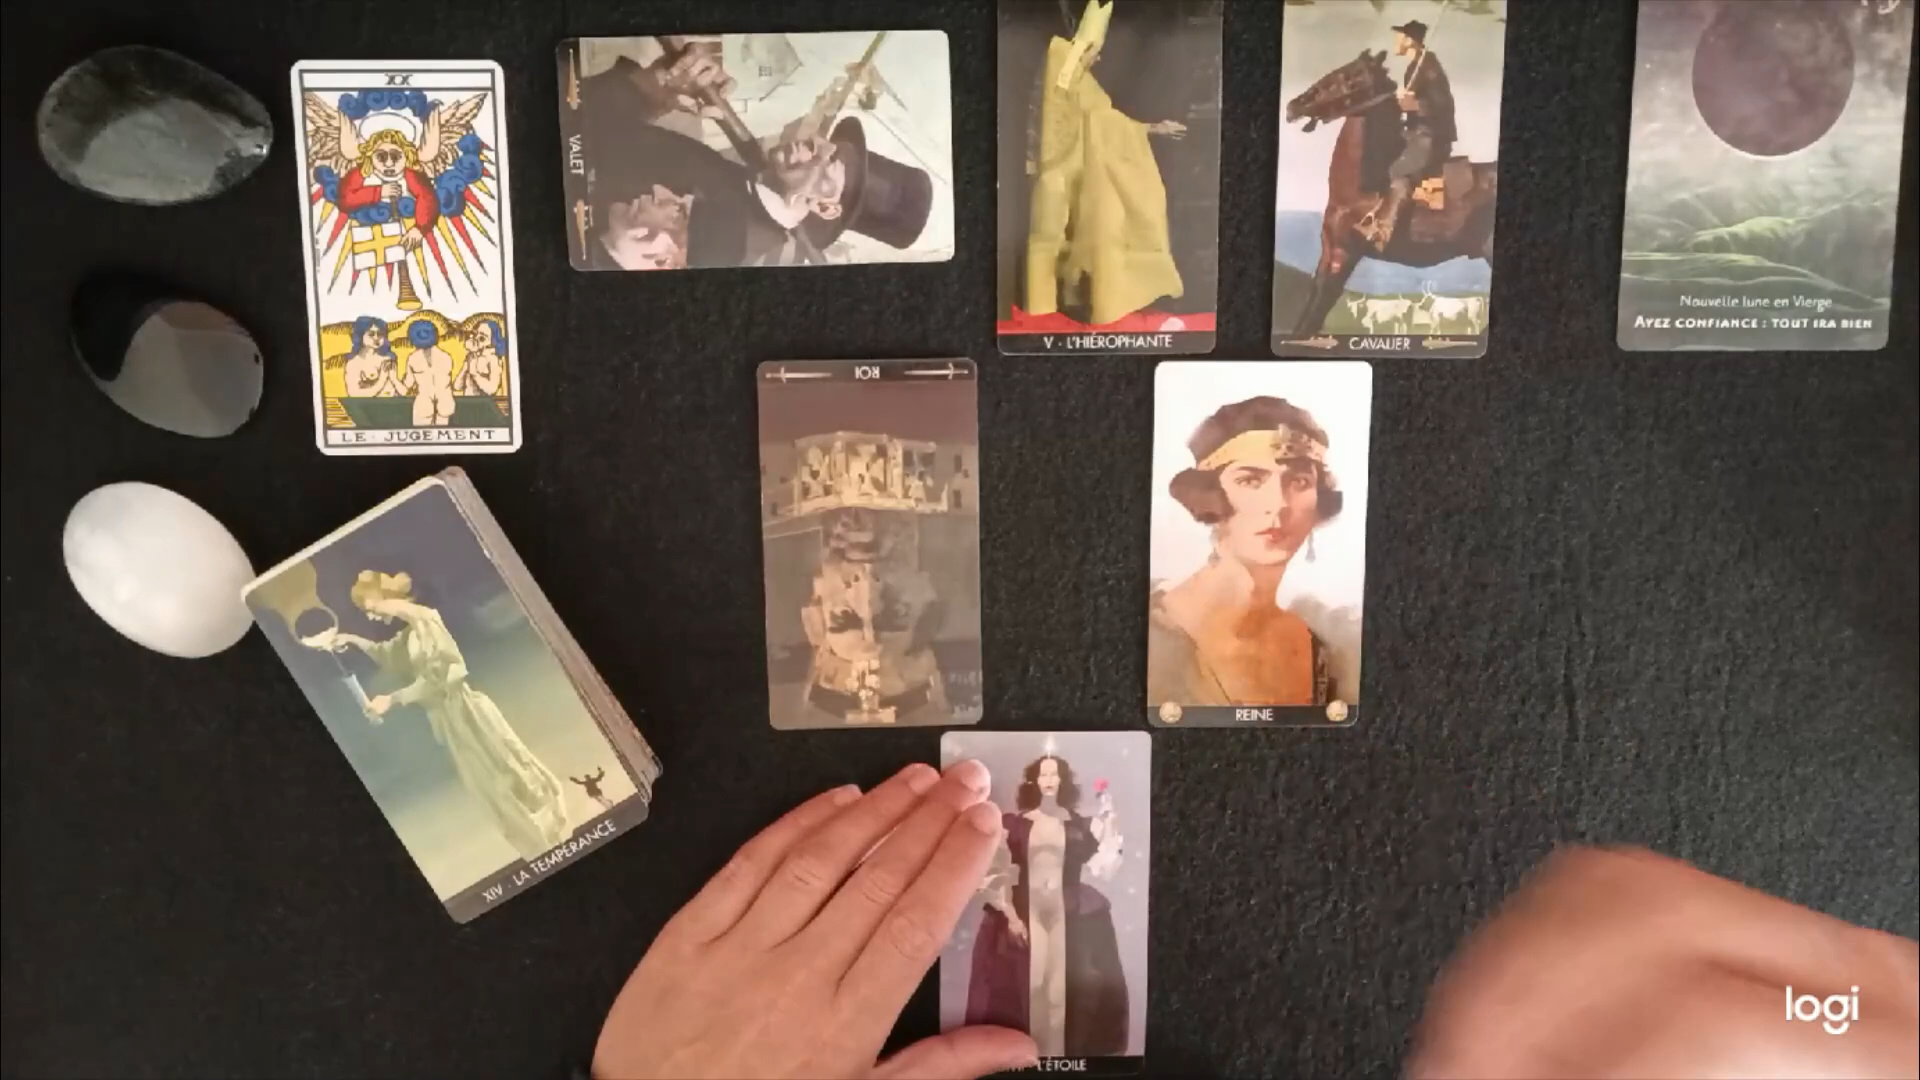 XX
LE·JUGEMENT
VALET
V · L'HIÉROPHANTE
CAVALIER
Nouvelle lune en Vierge
AYEZ CONFIANCE : TOUT IRA BIEN
ROI
REINE
XIV · LA TEMPÉRANCE
L'ÉTOILE
logi